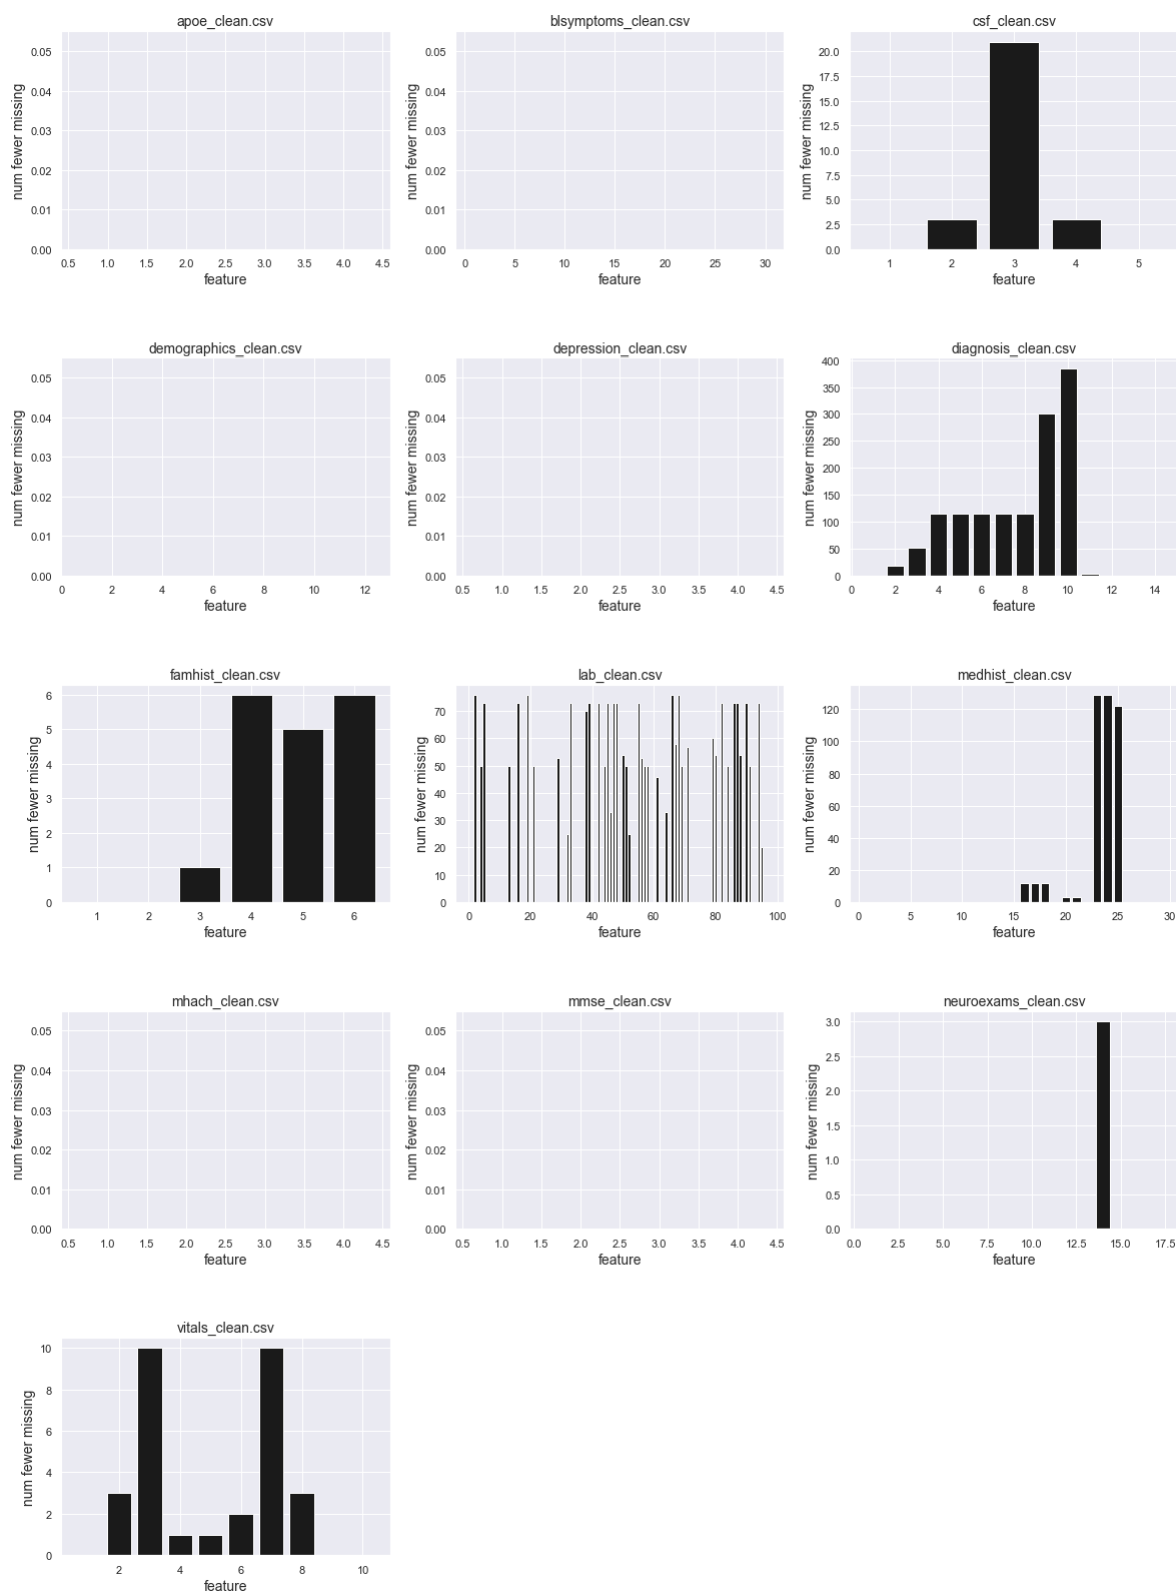 apoe_clean.csv
num fewer missing
0.05
0.04
0.03
0.02
0.01
0.00
0.5 1.0 1.5 2.0 2.5 3.0 3.5 4.0 4.5
feature
blsymptoms_clean.csv
num fewer missing
0.05
0.04
0.03
0.02
0.01
0.00
0 5 10 15 20 25 30
feature
csf_clean.csv
num fewer missing
20.0
17.5
15.0
12.5
10.0
7.5
5.0
2.5
0.0
1 2 3 4 5
feature
demographics_clean.csv
num fewer missing
0.05
0.04
0.03
0.02
0.01
0.00
0 2 4 6 8 10 12
feature
depression_clean.csv
num fewer missing
0.05
0.04
0.03
0.02
0.01
0.00
0.5 1.0 1.5 2.0 2.5 3.0 3.5 4.0 4.5
feature
diagnosis_clean.csv
num fewer missing
400
350
300
250
200
150
100
50
0
0 2 4 6 8 10 12 14
feature
famhist_clean.csv
num fewer missing
6
5
4
3
2
1
0
1 2 3 4 5 6
feature
lab_clean.csv
num fewer missing
70
60
50
40
30
20
10
0
0 20 40 60 80 100
feature
medhist_clean.csv
num fewer missing
120
100
80
60
40
20
0
0 5 10 15 20 25 30
feature
mhach_clean.csv
num fewer missing
0.05
0.04
0.03
0.02
0.01
0.00
0.5 1.0 1.5 2.0 2.5 3.0 3.5 4.0 4.5
feature
mmse_clean.csv
num fewer missing
0.05
0.04
0.03
0.02
0.01
0.00
0.5 1.0 1.5 2.0 2.5 3.0 3.5 4.0 4.5
feature
neuroexams_clean.csv
num fewer missing
3.0
2.5
2.0
1.5
1.0
0.5
0.0
0.0 2.5 5.0 7.5 10.0 12.5 15.0 17.5
feature
vitals_clean.csv
num fewer missing
10
8
6
4
2
0
2 4 6 8 10
feature